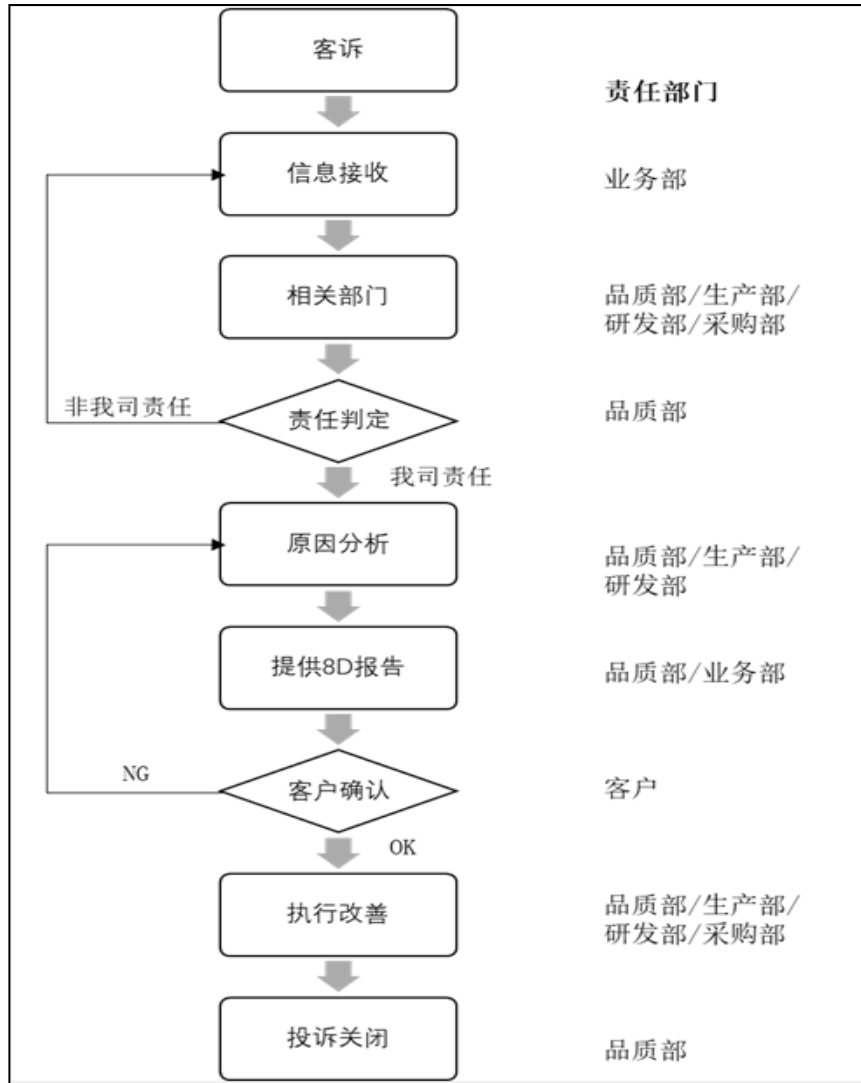 客诉
责任部门
信息接收
业务部
相关部门
品质部/生产部/
研发部/采购部
非我司责任
责任判定
品质部
我司责任
原因分析
品质部/生产部/
研发部
提供8D报告
品质部/业务部
NG
客户确认
客户
OK
执行改善
品质部/生产部/
研发部/采购部
投诉关闭
品质部